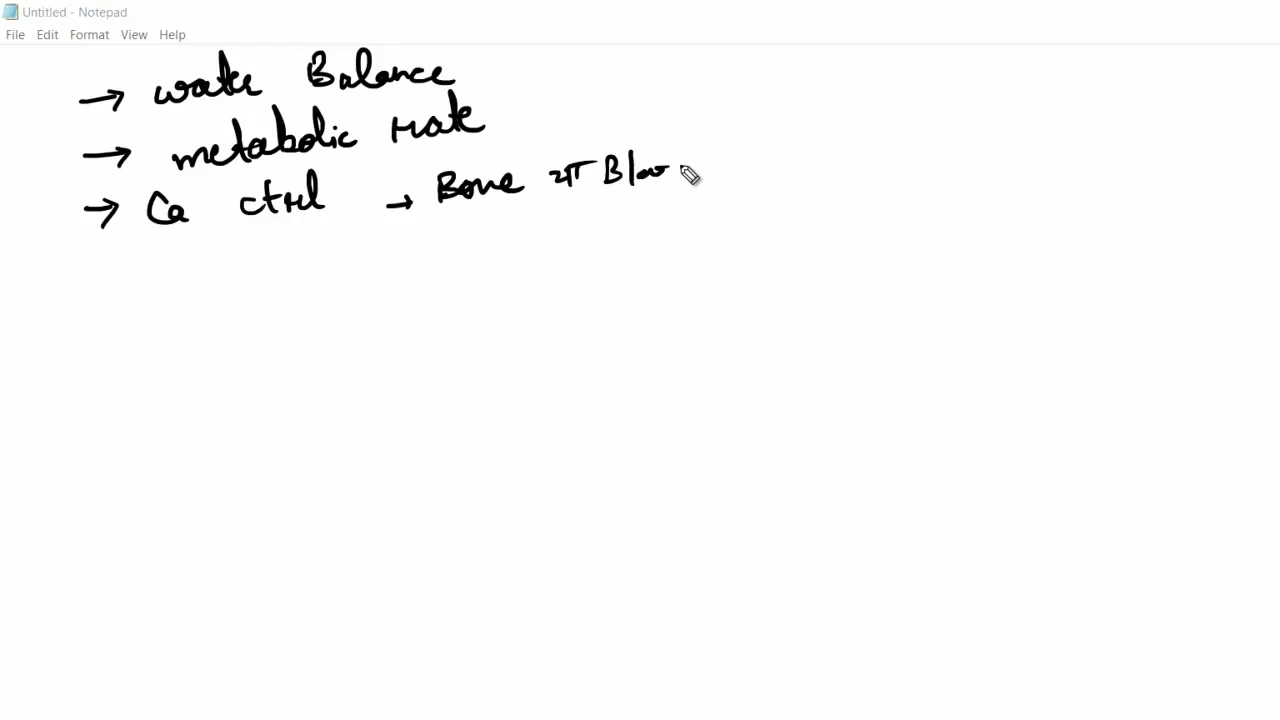 Untitled - Notepad
File Edit Format View Help
→ water Balance
→ metabolic Rate
→ Ca ctrl → Bone